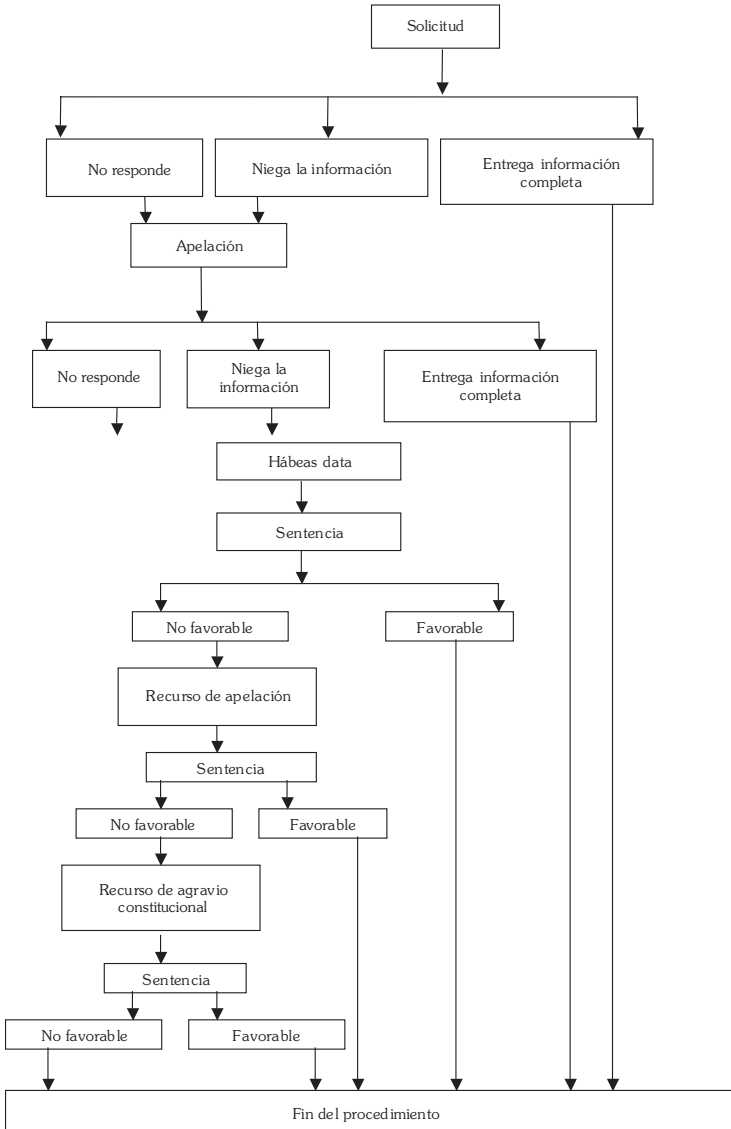 Solicitud
No responde
Niega la información
Entrega información
completa
Apelación
No responde
Niega la
información
Entrega información
completa
Hábeas data
Sentencia
No favorable
Favorable
Recurso de apelación
Sentencia
No favorable
Favorable
Recurso de agravio
constitucional
Sentencia
No favorable
Favorable
Fin del procedimiento